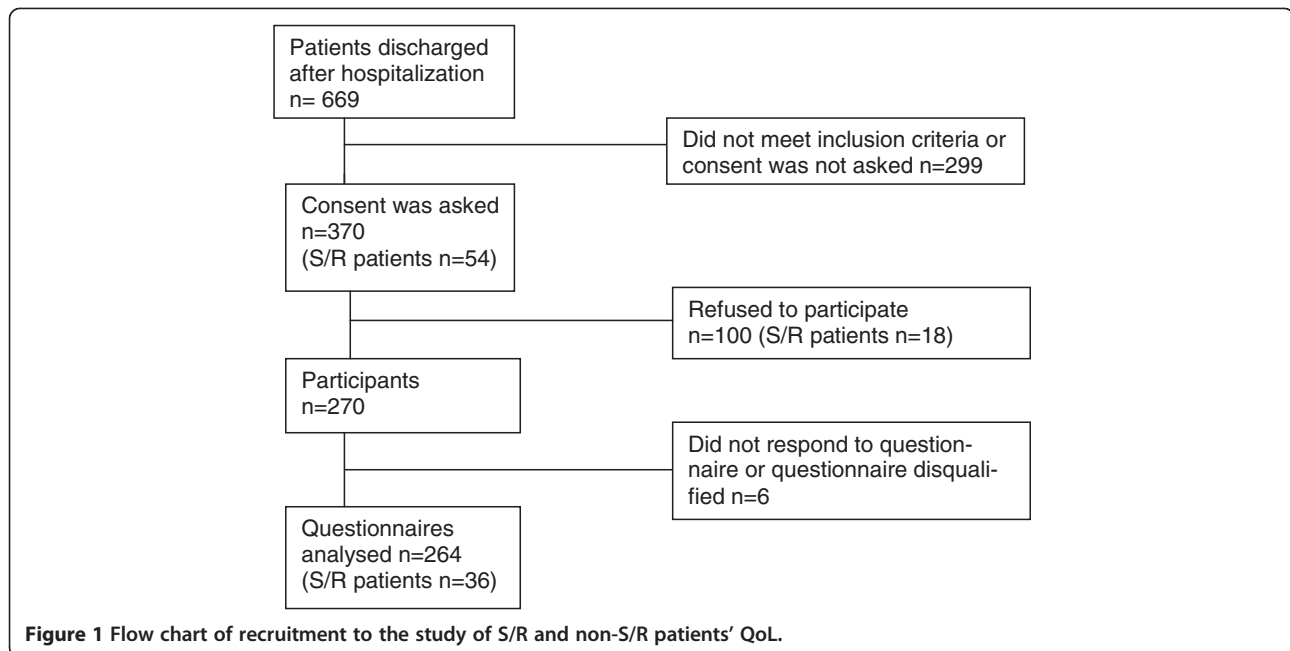 Patients discharged
after hospitalization
n= 669
Did not meet inclusion criteria or
consent was not asked n=299
Consent was asked
n=370
(S/R patients n=54)
Refused to participate
n=100 (S/R patients n=18)
Participants
n=270
Did not respond to question-
naire or questionnaire disquali-
fied n=6
Questionnaires
analysed n=264
(S/R patients n=36)
Figure 1 Flow chart of recruitment to the study of S/R and non-S/R patients’ QoL.